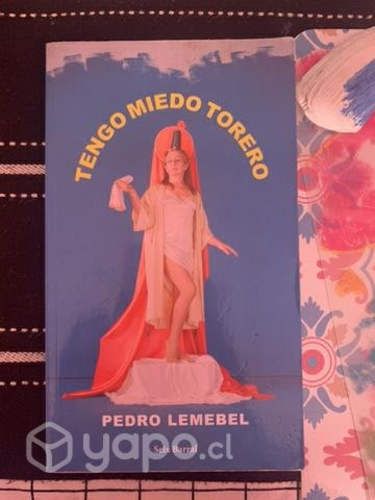 TENGO MIEDO TORERO
PEDRO LEMEBEL
Seix Barral
yapo.cl